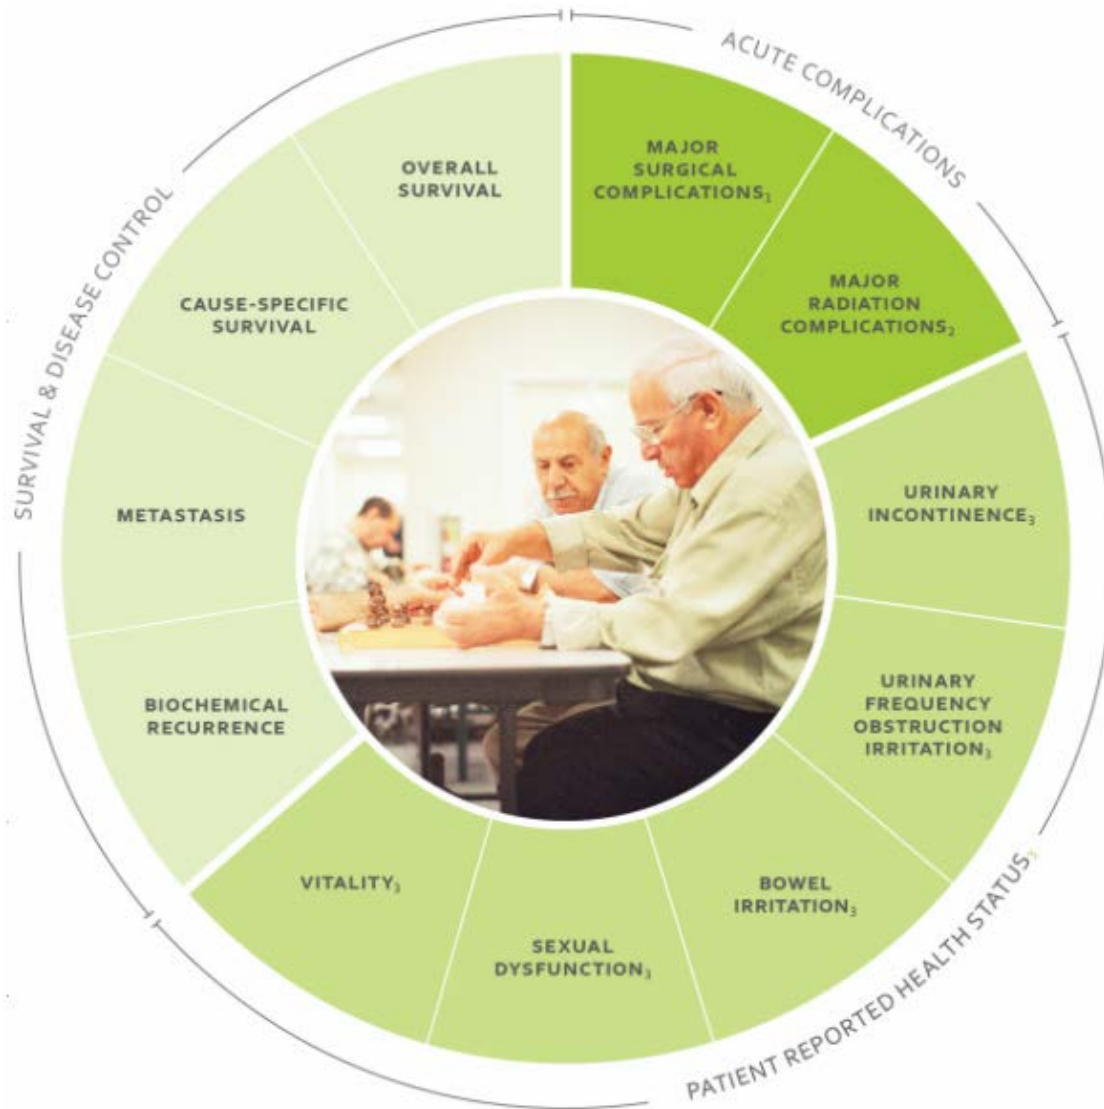 ACUTE COMPLICATIONS
MAJOR
SURGICAL
COMPLICATIONS₁
MAJOR
RADIATION
COMPLICATIONS₂
PATIENT REPORTED HEALTH STATUS₃
URINARY
INCONTINENCE₃
URINARY
FREQUENCY
OBSTRUCTION
IRRITATION₃
BOWEL
IRRITATION₃
SEXUAL
DYSFUNCTION₃
VITALITY₃
SURVIVAL & DISEASE CONTROL
BIOCHEMICAL
RECURRENCE
METASTASIS
CAUSE-SPECIFIC
SURVIVAL
OVERALL
SURVIVAL